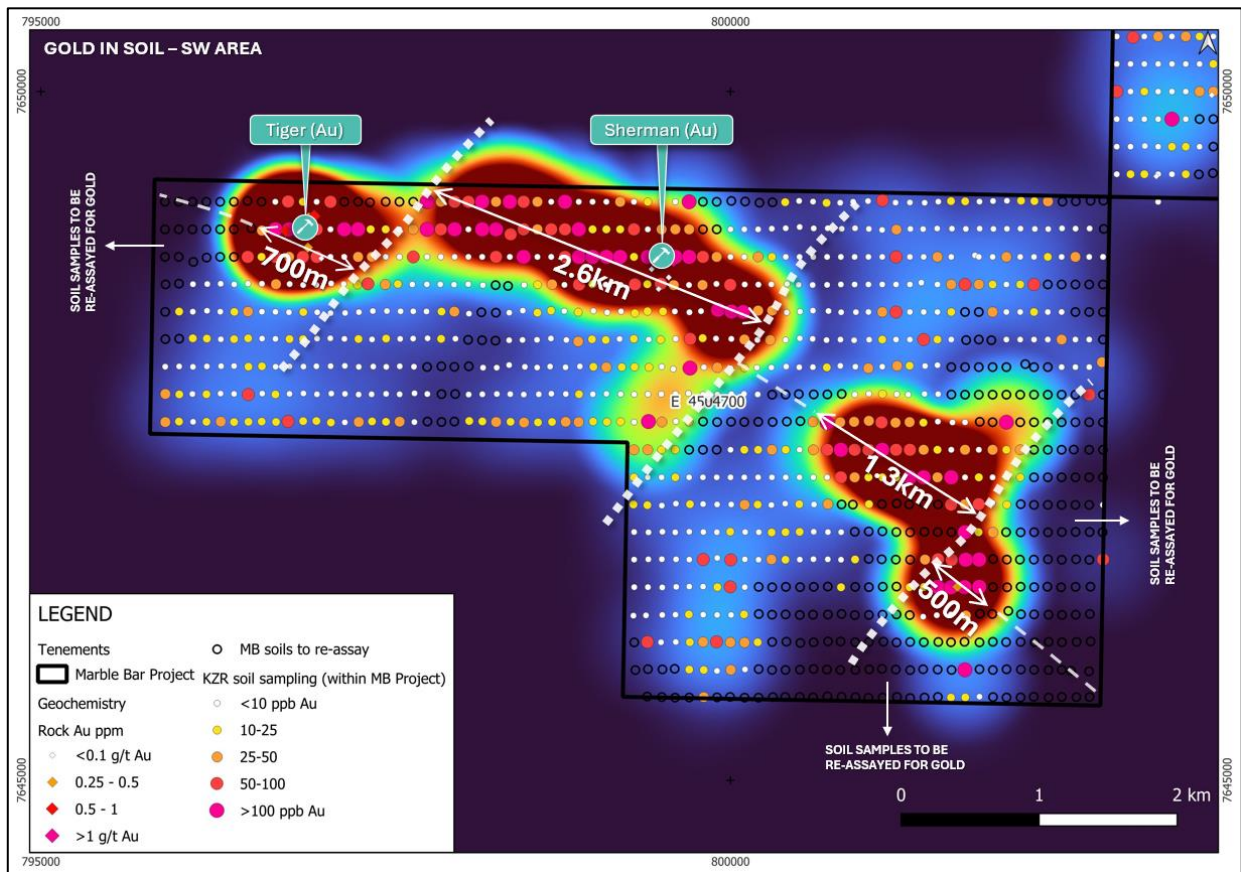 795000
800000
GOLD IN SOIL – SW AREA
7650000
7650000
Tiger (Au)
Sherman (Au)
SOIL SAMPLES TO BE
RE-ASSAYED FOR GOLD
700m
2.6km
E 4504700
1.3km
500m
SOIL SAMPLES TO BE
RE-ASSAYED FOR GOLD
SOIL SAMPLES TO BE
RE-ASSAYED FOR GOLD
LEGEND
Tenements
Marble Bar Project
Geochemistry
Rock Au ppm
<0.1 g/t Au
0.25 - 0.5
0.5 - 1
>1 g/t Au
MB soils to re-assay
KZR soil sampling (within MB Project)
<10 ppb Au
10-25
25-50
50-100
>100 ppb Au
0
1
2 km
7645000
7645000
795000
800000